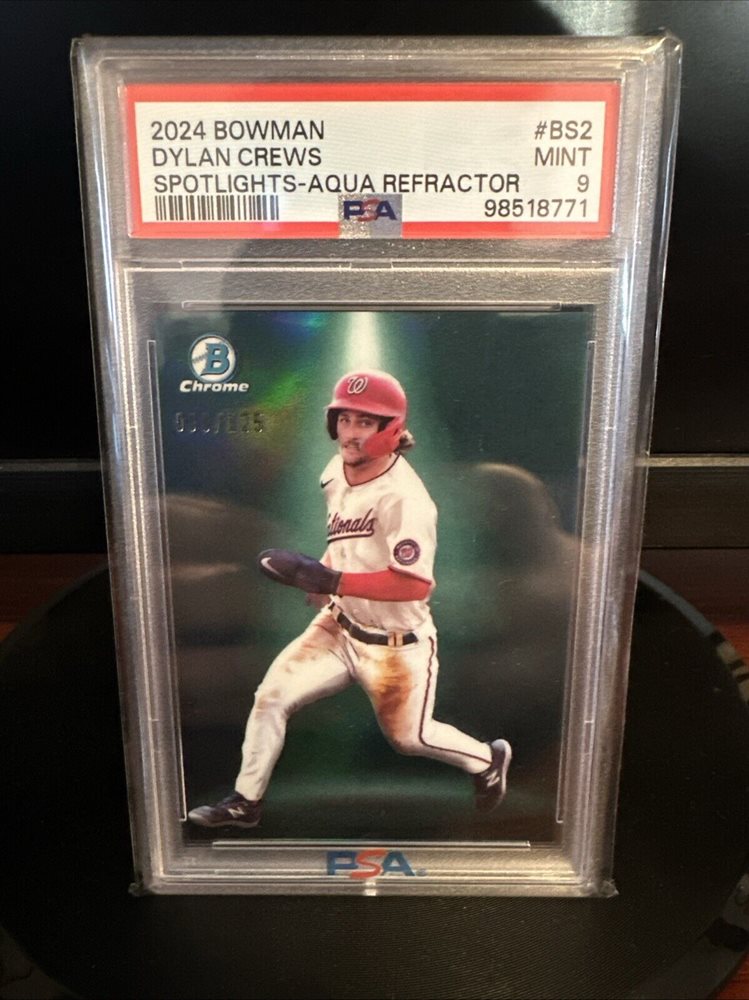 2024 BOWMAN #BS2
DYLAN CREWS MINT
SPOTLIGHTS-AQUA REFRACTOR 9
PSA 98518771
B
Chrome
W
Nationals
N
PSA